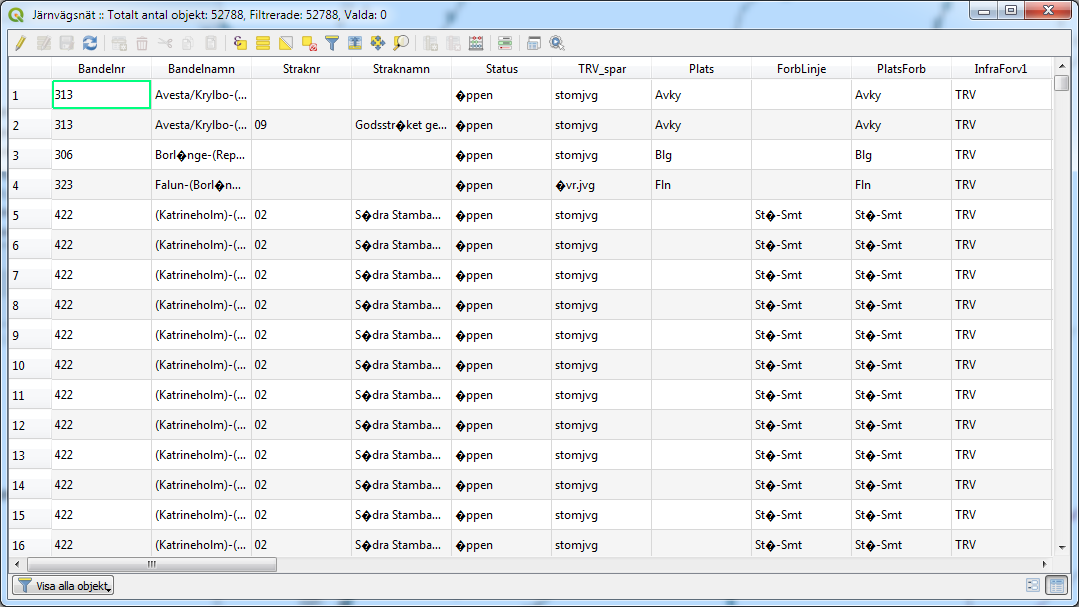 Järnvägsnät :: Totalt antal objekt: 52788, Filtrerade: 52788, Valda: 0
Bandelnr Bandelnamn Straknr Straknamn Status TRV_spar Plats ForbLinje PlatsForb InfraForv1
1 313 Avesta/Krylbo-(... �ppen stomjvg Avky Avky TRV
2 313 Avesta/Krylbo-(... 09 Godsstr�ket ge... �ppen stomjvg Avky Avky TRV
3 306 Borl�nge-(Rep... �ppen stomjvg Blg Blg TRV
4 323 Falun-(Borl�n... �ppen �vr.jvg Fln Fln TRV
5 422 (Katrineholm)-(... 02 S�dra Stamba... �ppen stomjvg St�-Smt St�-Smt TRV
6 422 (Katrineholm)-(... 02 S�dra Stamba... �ppen stomjvg St�-Smt St�-Smt TRV
7 422 (Katrineholm)-(... 02 S�dra Stamba... �ppen stomjvg St�-Smt St�-Smt TRV
8 422 (Katrineholm)-(... 02 S�dra Stamba... �ppen stomjvg St�-Smt St�-Smt TRV
9 422 (Katrineholm)-(... 02 S�dra Stamba... �ppen stomjvg St�-Smt St�-Smt TRV
10 422 (Katrineholm)-(... 02 S�dra Stamba... �ppen stomjvg St�-Smt St�-Smt TRV
11 422 (Katrineholm)-(... 02 S�dra Stamba... �ppen stomjvg St�-Smt St�-Smt TRV
12 422 (Katrineholm)-(... 02 S�dra Stamba... �ppen stomjvg St�-Smt St�-Smt TRV
13 422 (Katrineholm)-(... 02 S�dra Stamba... �ppen stomjvg St�-Smt St�-Smt TRV
14 422 (Katrineholm)-(... 02 S�dra Stamba... �ppen stomjvg St�-Smt St�-Smt TRV
15 422 (Katrineholm)-(... 02 S�dra Stamba... �ppen stomjvg St�-Smt St�-Smt TRV
16 422 (Katrineholm)-(... 02 S�dra Stamba... �ppen stomjvg St�-Smt St�-Smt TRV
Visa alla objekt